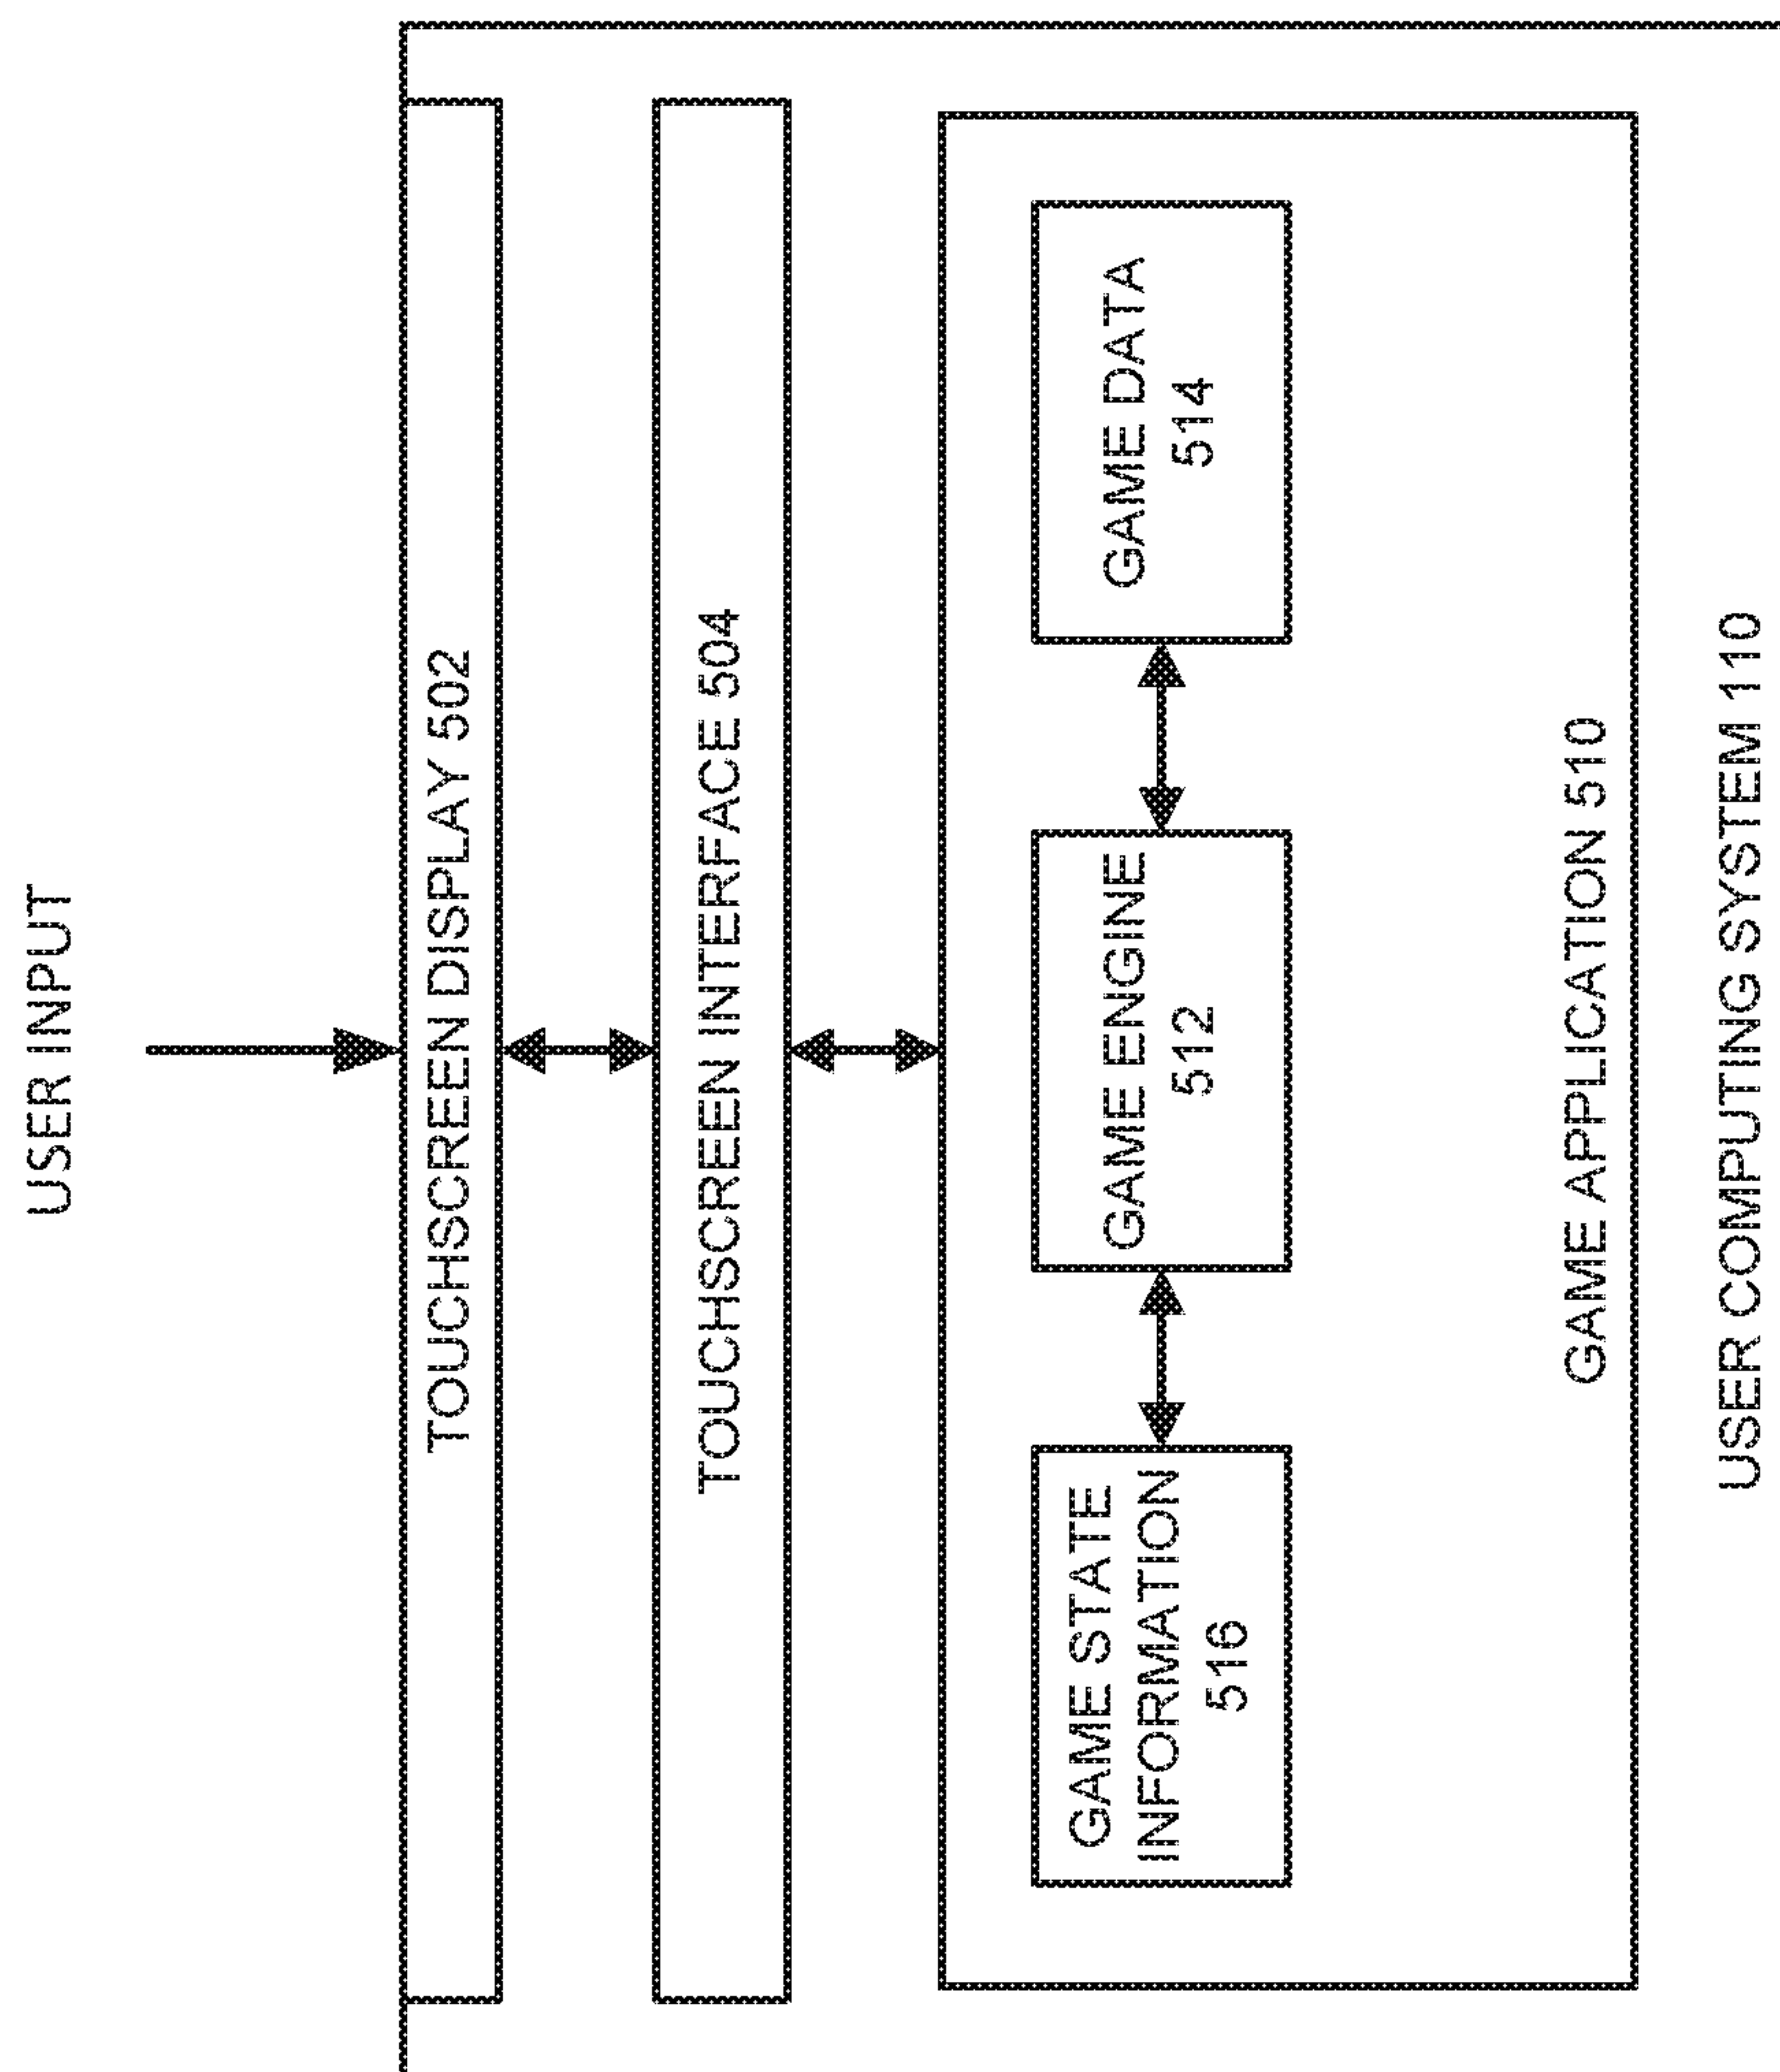 USER INPUT
TOUCHSCREEN DISPLAY 502
TOUCHSCREEN INTERFACE 504
GAME STATE
INFORMATION
516
GAME ENGINE
512
GAME DATA
514
GAME APPLICATION 510
USER COMPUTING SYSTEM 110